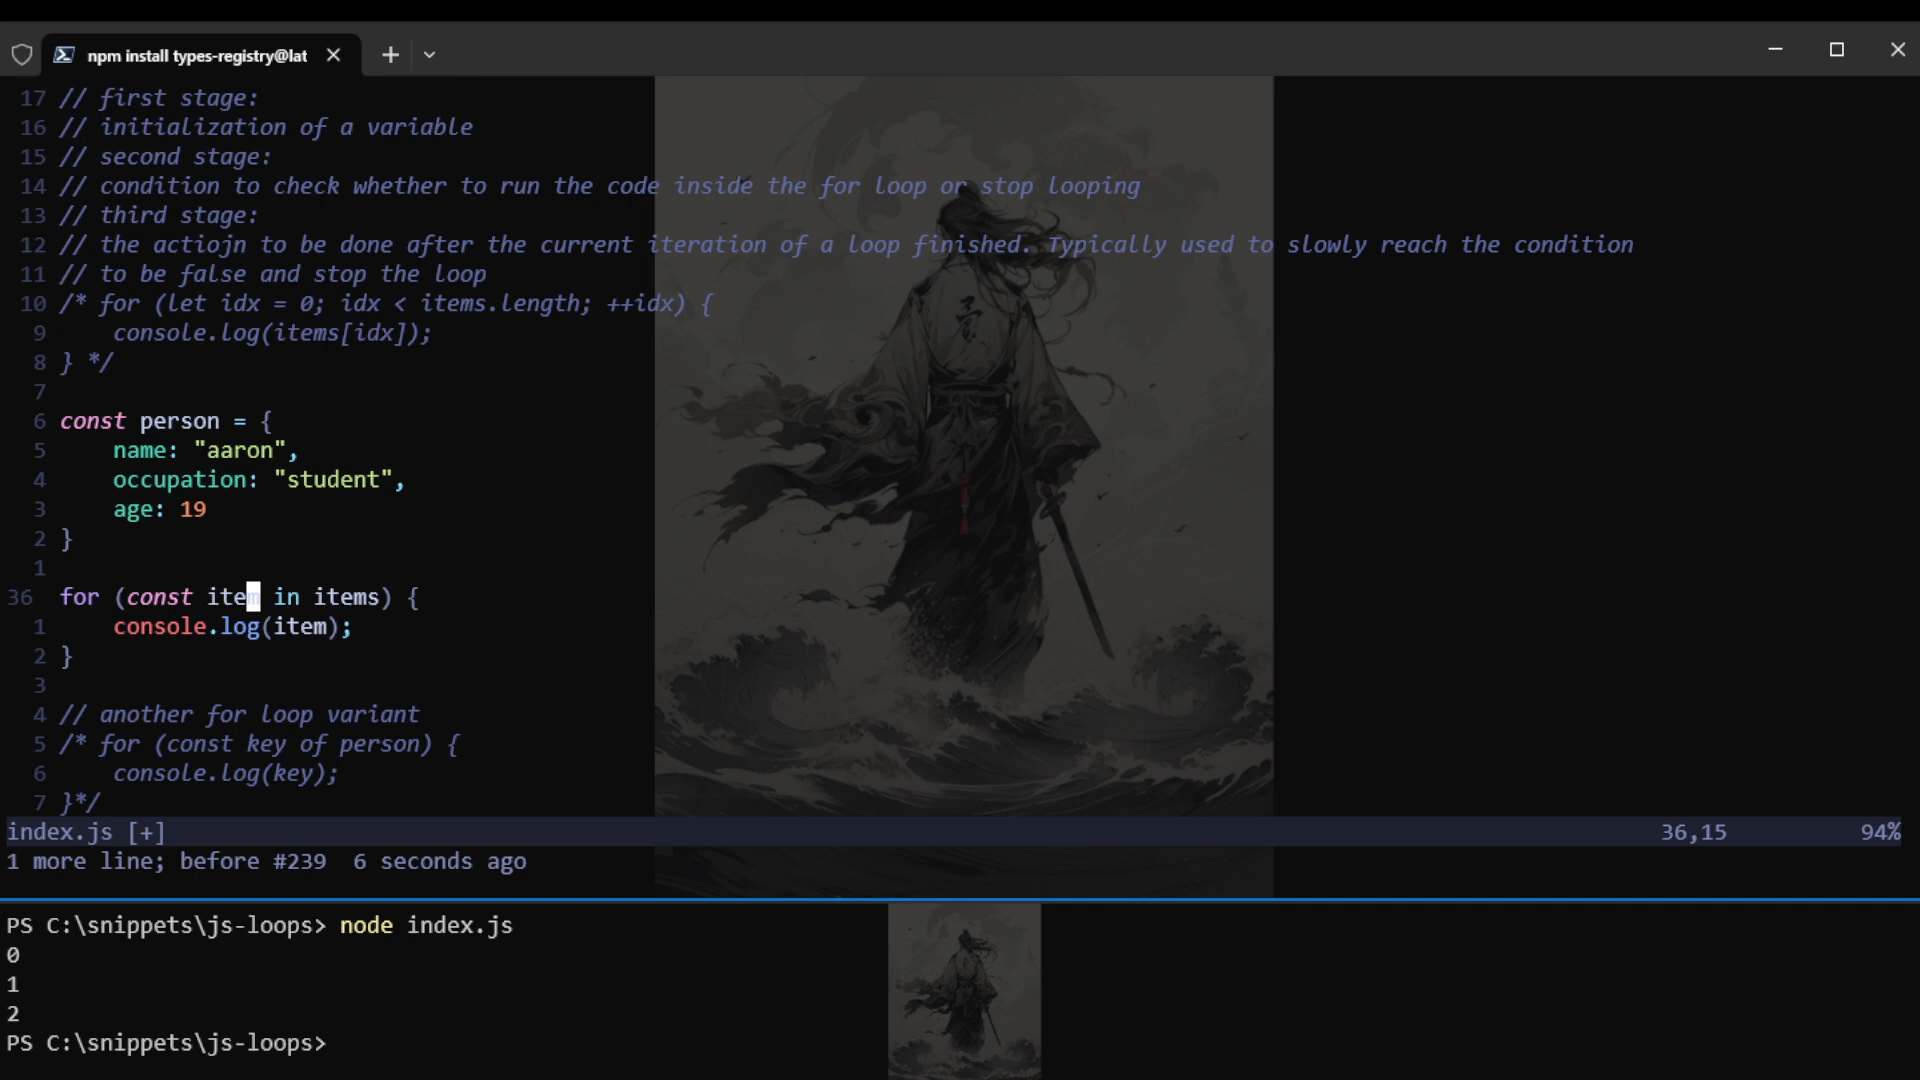 npm install types-registry@lat
17 // first stage:
16 // initialization of a variable
15 // second stage:
14 // condition to check whether to run the code inside the for loop or stop looping
13 // third stage:
12 // the actiojn to be done after the current iteration of a loop finished. Typically used to slowly reach the condition
11 // to be false and stop the loop
10 /* for (let idx = 0; idx < items.length; ++idx) {
9 console.log(items[idx]);
8 } */
7
6 const person = {
5 name: "aaron",
4 occupation: "student",
3 age: 19
2 }
1
36 for (const item in items) {
1 console.log(item);
2 }
3
4 // another for loop variant
5 /* for (const key of person) {
6 console.log(key);
7 }*/
index.js [+] 36,15 94%
1 more line; before #239 6 seconds ago
PS C:\snippets\js-loops> node index.js
0
1
2
PS C:\snippets\js-loops>